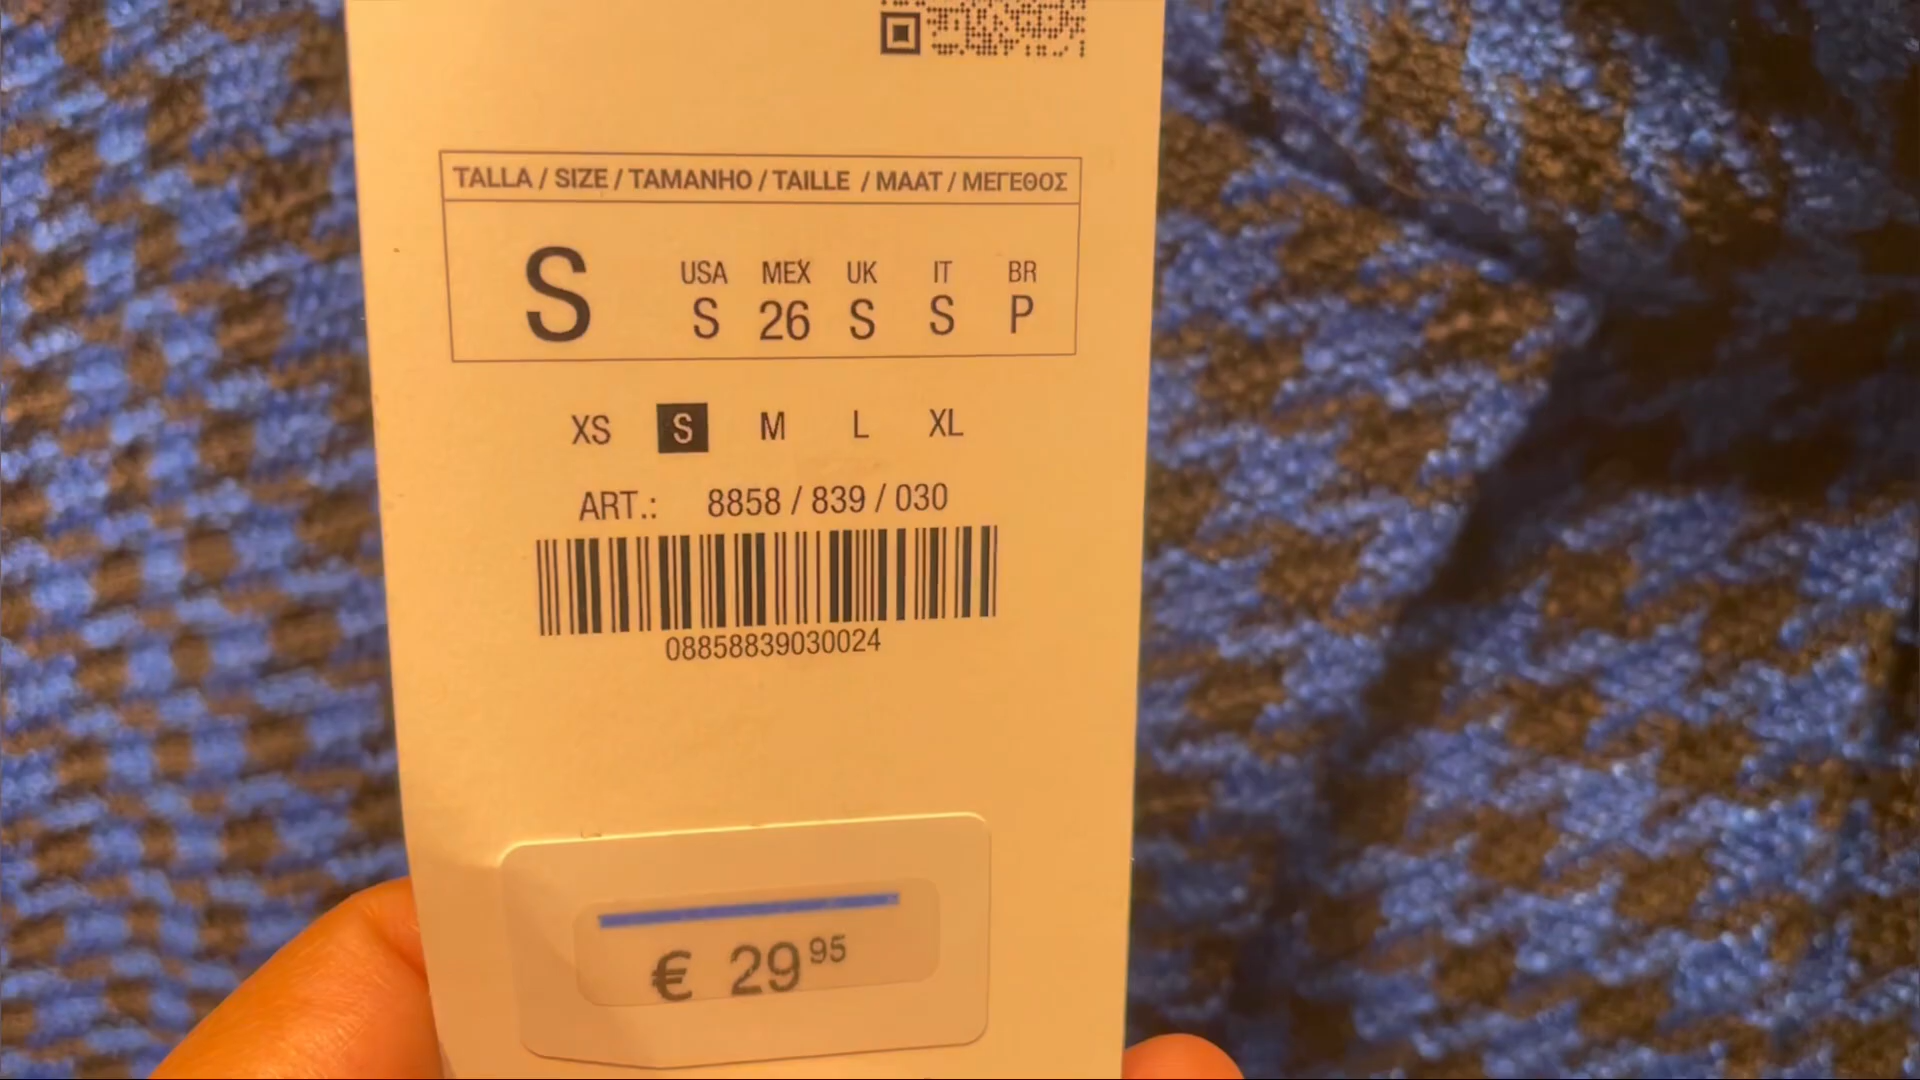 TALLA / SIZE / TAMANHO / TAILLE / MAAT / ΜΕΓΕΘΟΣ
S
USA MEX UK IT BR
S 26 S S P
XS S M L XL
ART.: 8858 / 839 / 030
08858839030024
€ 29 95